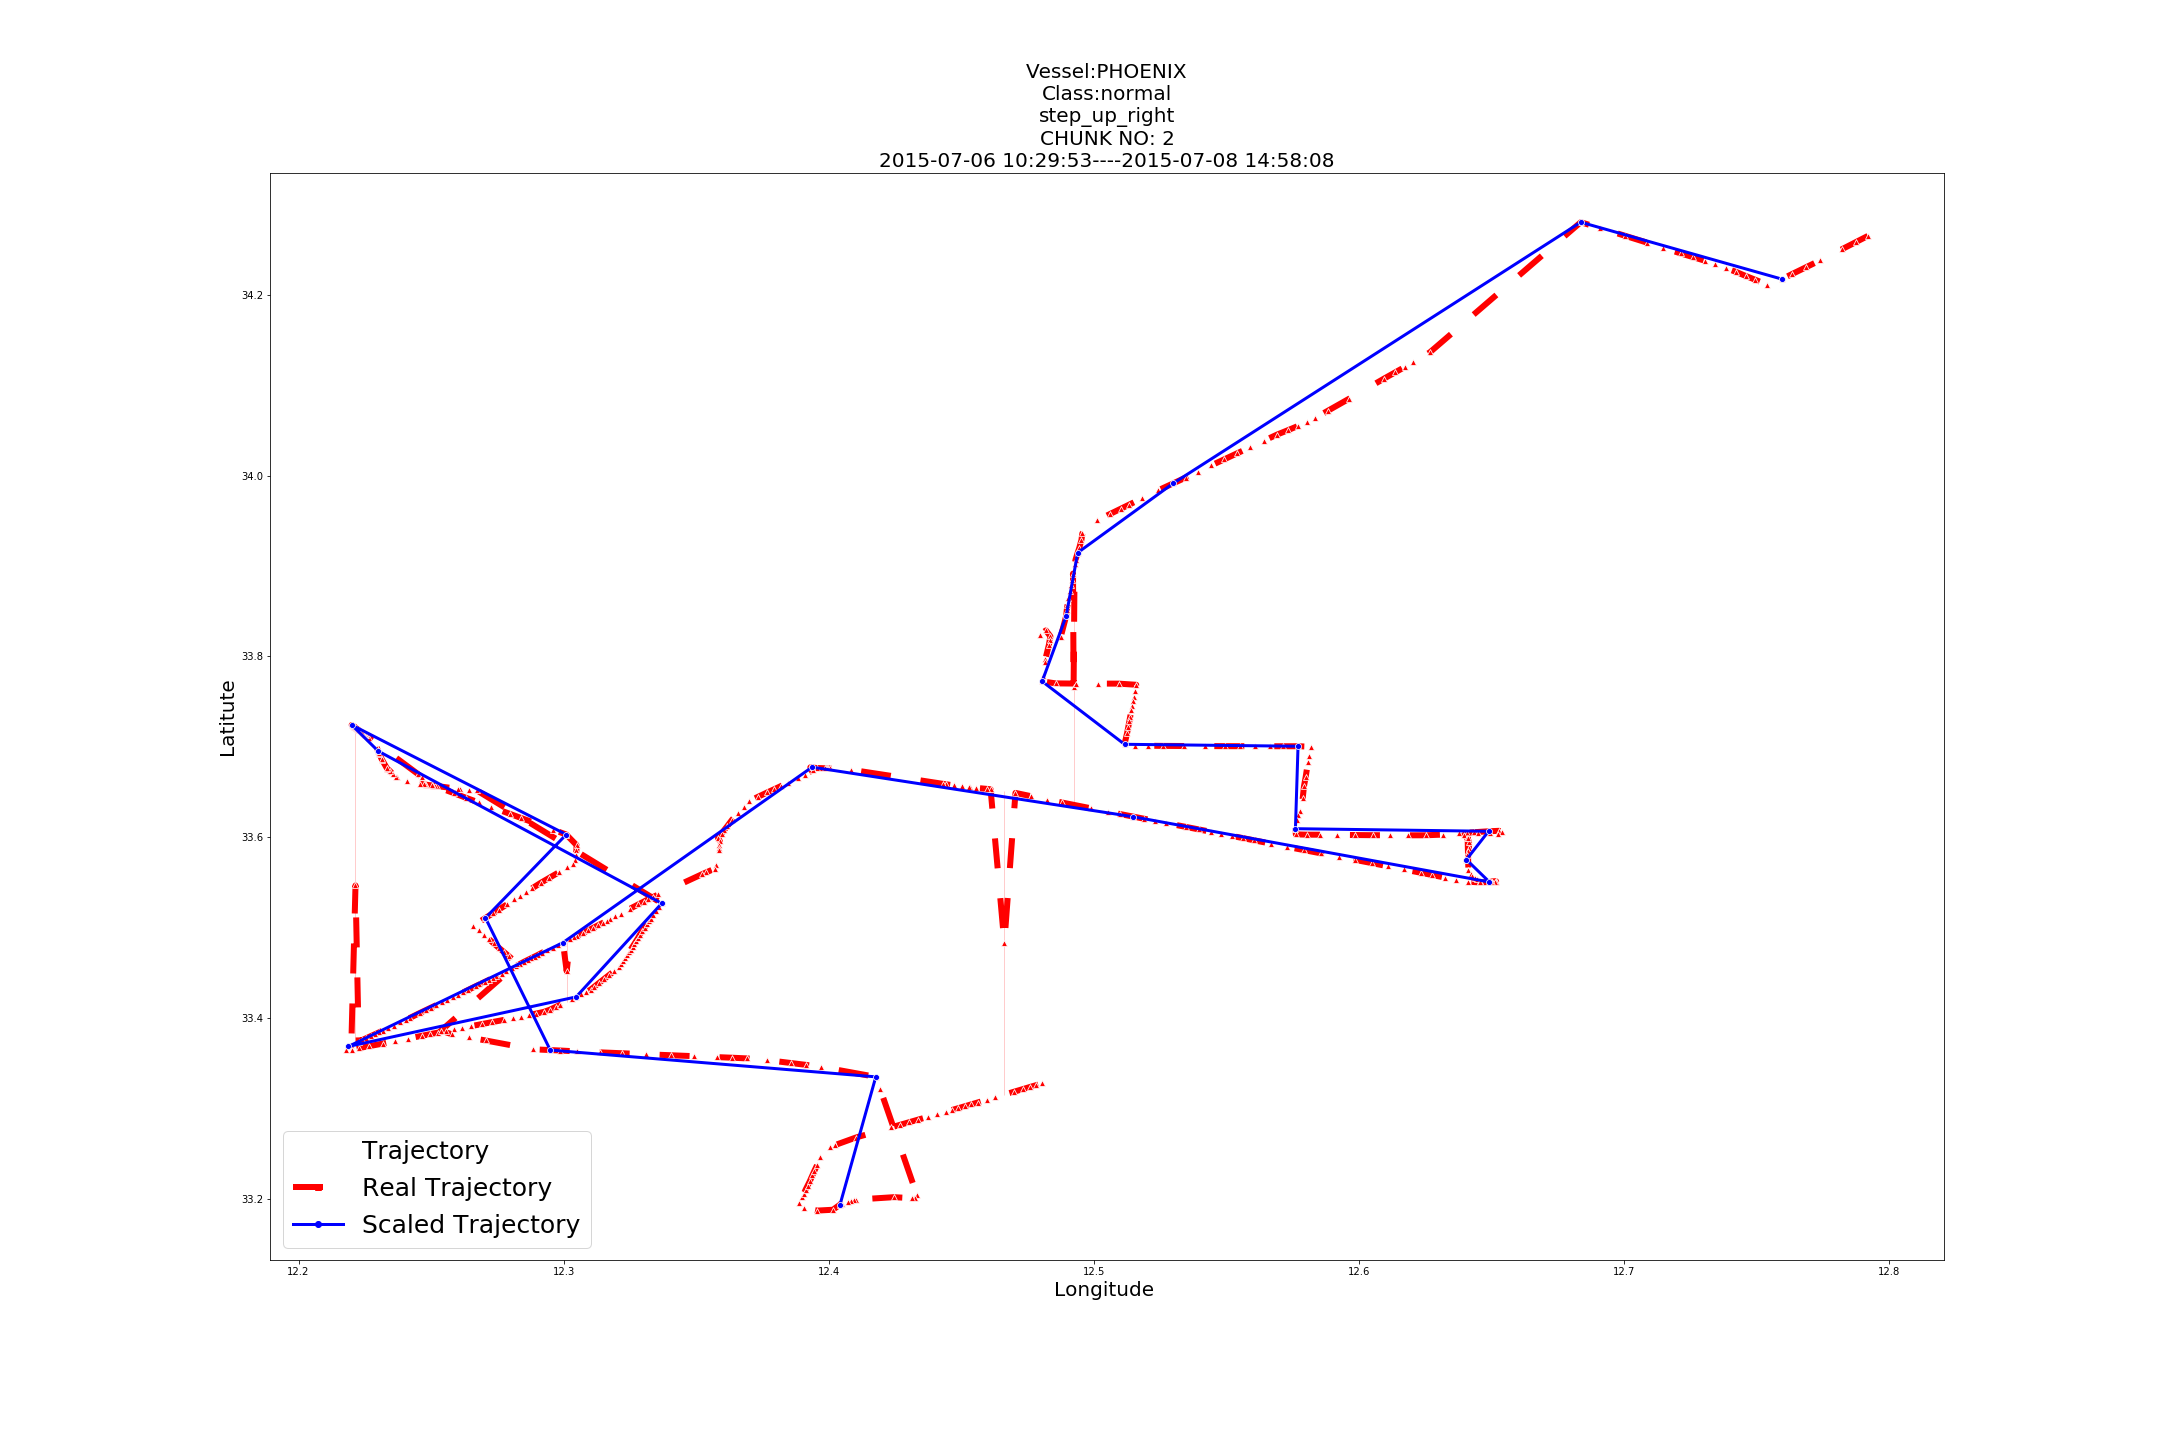 Vessel:PHOENIX
Class:normal
step_up_right
CHUNK NO: 2
2015-07-06 10:29:53----2015-07-08 14:58:08
34.2
34.0
33.8
33.6
33.4
33.2
Latitute
Trajectory
Real Trajectory
Scaled Trajectory
12.2
12.3
12.4
12.5
12.6
12.7
12.8
Longitude